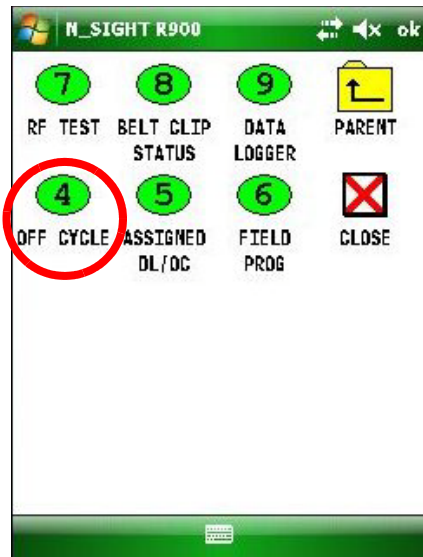 N_SIGHT R900 ok
7 8 9
RF TEST BELT CLIP STATUS DATA LOGGER PARENT
4 5 6
OFF CYCLE ASSIGNED DL/OC FIELD PROG CLOSE